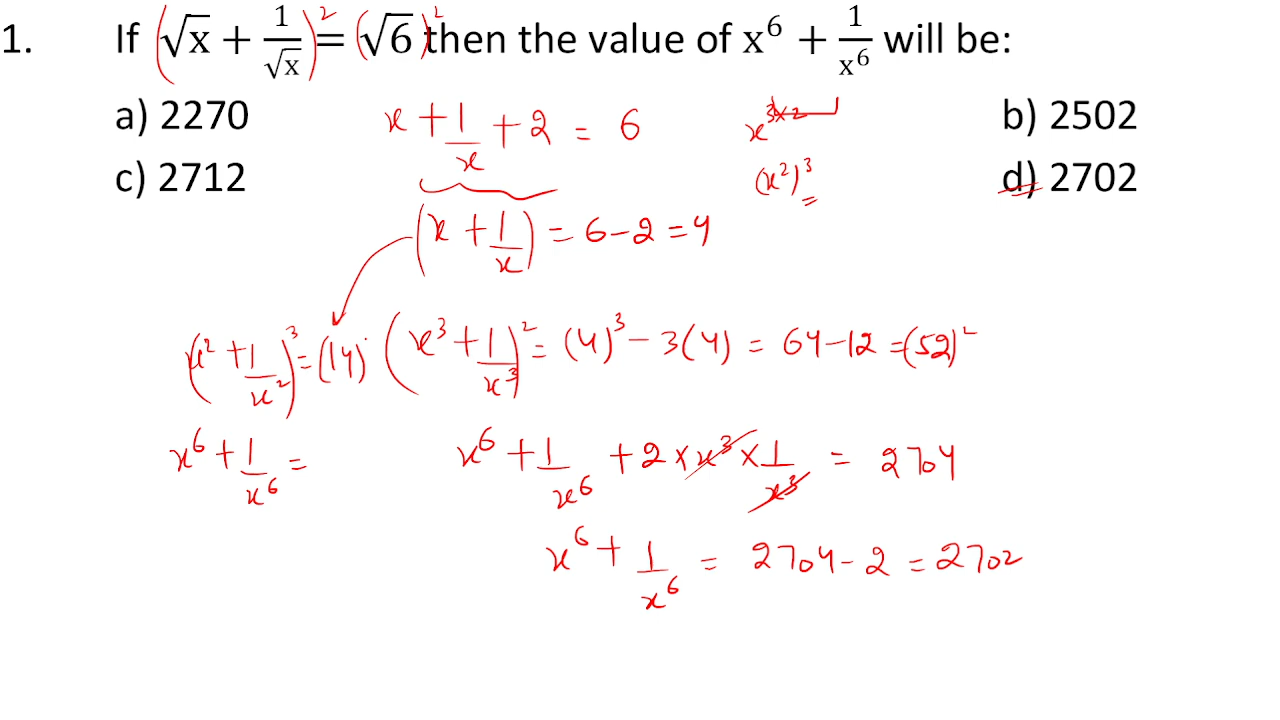 1. If (√x + 1/√x)² = (√6)² then the value of x⁶ + 1/x⁶ will be:
a) 2270 b) 2502
c) 2712 d) 2702
x + 1/x + 2 = 6
x³ˣ²
(x²)³
(x + 1/x) = 6 - 2 = 4
(x² + 1/x²)³ = (14)
(x³ + 1/x³)² = (4)³ - 3(4) = 64 - 12 = (52)²
x⁶ + 1/x⁶ =
x⁶ + 1/x⁶ + 2 × x³ × 1/x³ = 2704
x⁶ + 1/x⁶ = 2704 - 2 = 2702